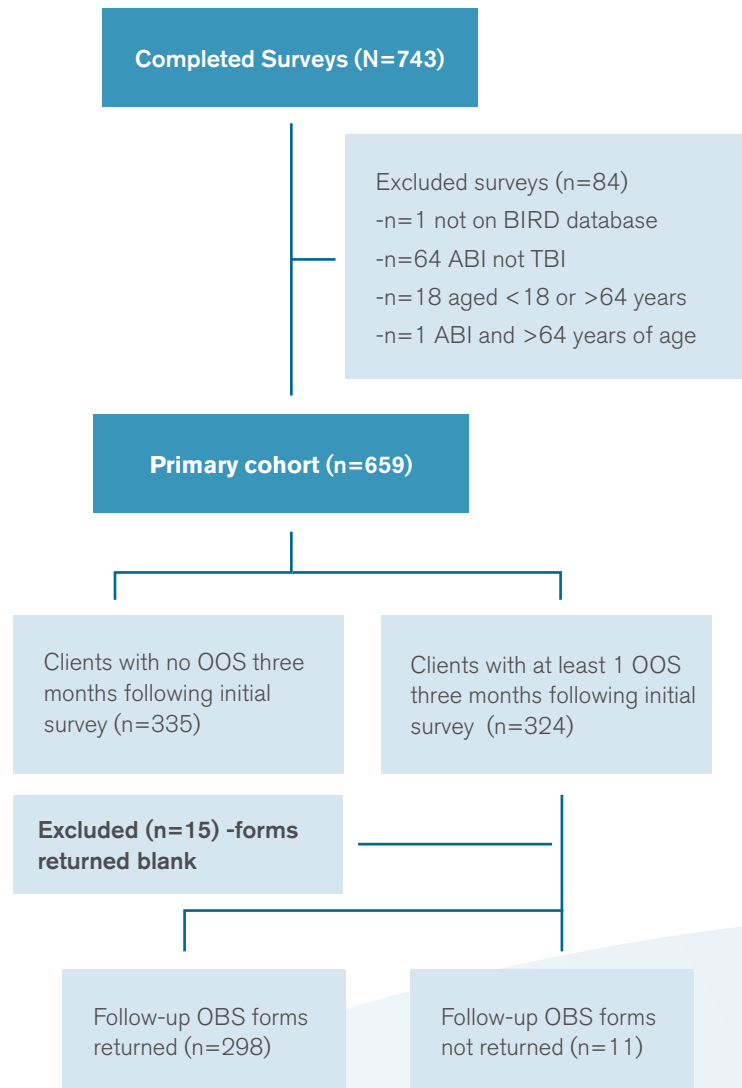 Completed Surveys (N=743)
Excluded surveys (n=84)
-n=1 not on BIRD database
-n=64 ABI not TBI
-n=18 aged <18 or >64 years
-n=1 ABI and >64 years of age
Primary cohort (n=659)
Clients with no OOS three
months following initial
survey (n=335)
Clients with at least 1 OOS
three months following initial
survey  (n=324)
Excluded (n=15) -forms
returned blank
Follow-up OBS forms
returned (n=298)
Follow-up OBS forms
not returned (n=11)